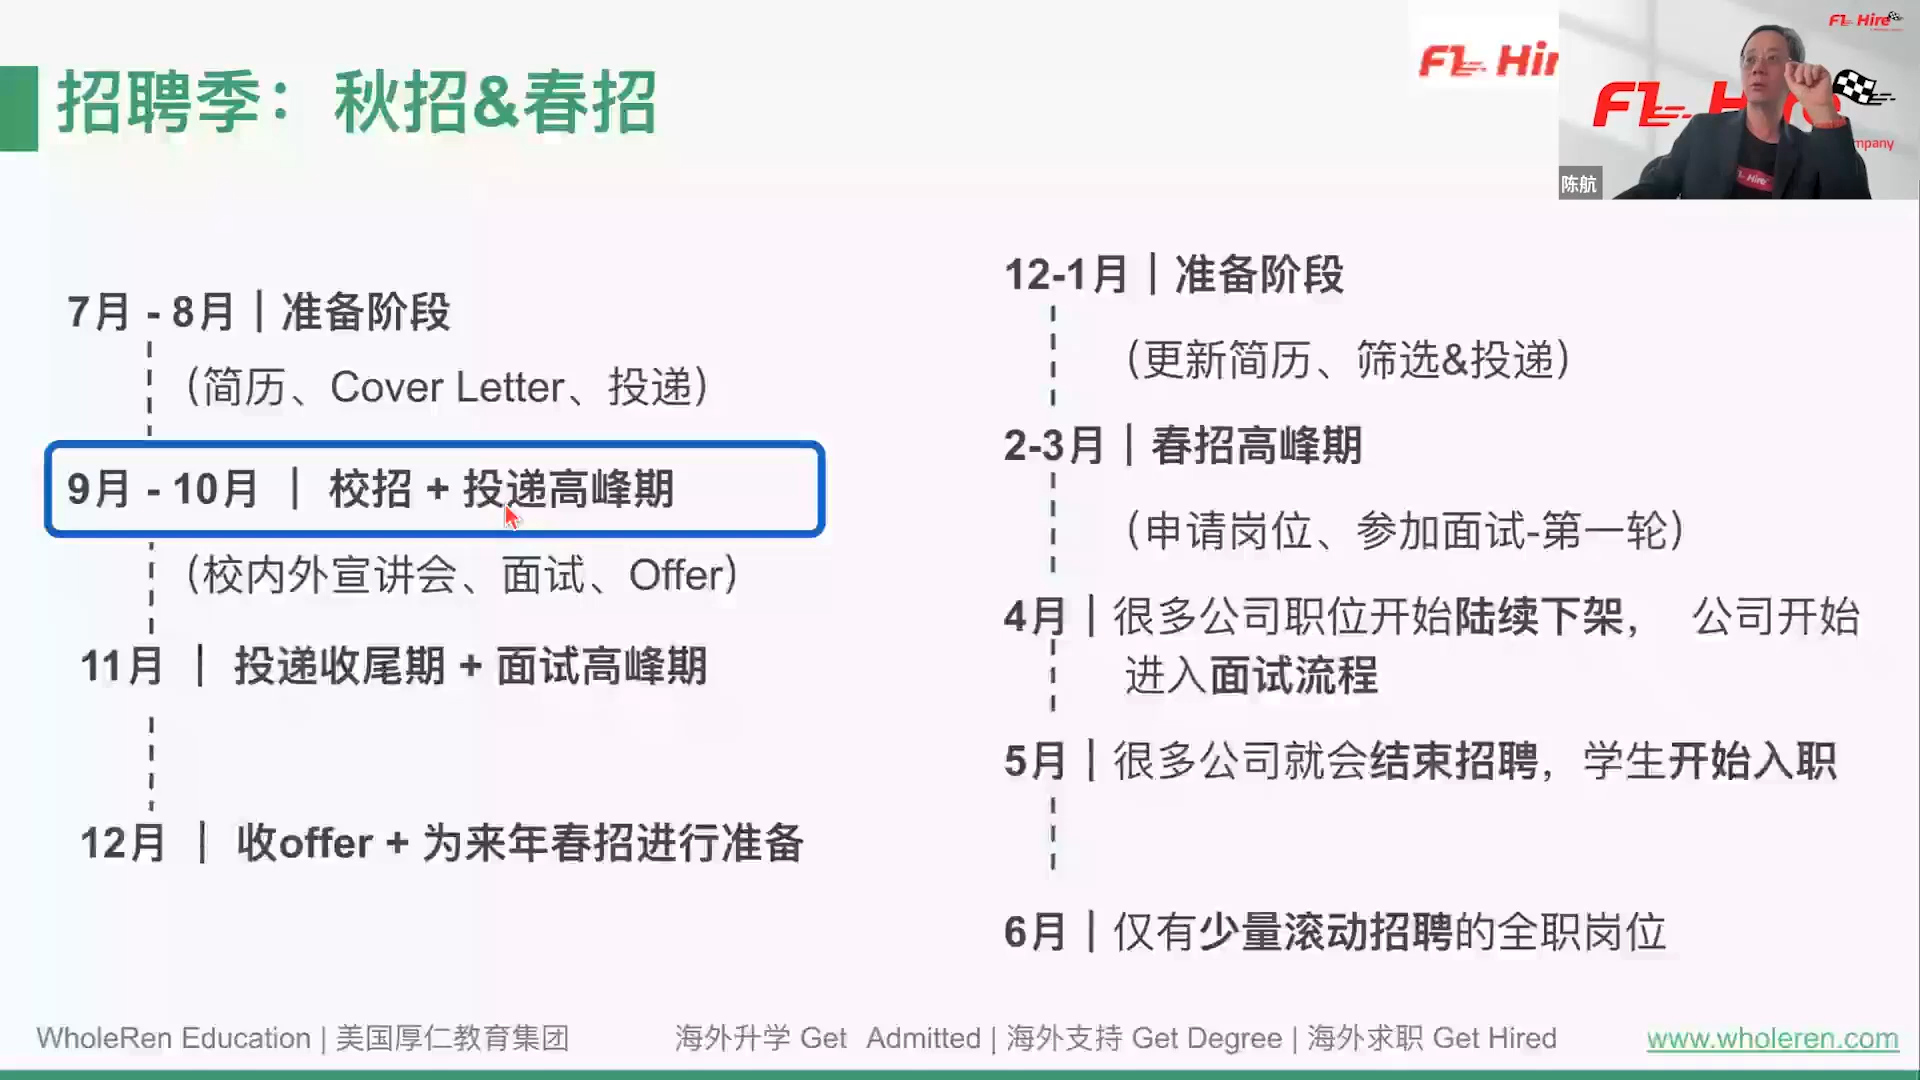 招聘季：秋招&春招
F1 Hir
F1 Hire
F1 H re
mpany
Hire
陈航
7月 - 8月｜准备阶段
（简历、Cover Letter、投递）
9月 - 10月 ｜ 校招 + 投递高峰期
（校内外宣讲会、面试、Offer）
11月 ｜ 投递收尾期 + 面试高峰期
12月 ｜ 收offer + 为来年春招进行准备
12-1月｜准备阶段
（更新简历、筛选&投递）
2-3月｜春招高峰期
（申请岗位、参加面试-第一轮）
4月｜很多公司职位开始陆续下架， 公司开始
进入面试流程
5月｜很多公司就会结束招聘，学生开始入职
6月｜仅有少量滚动招聘的全职岗位
WholeRen Education | 美国厚仁教育集团
海外升学 Get Admitted | 海外支持 Get Degree | 海外求职 Get Hired
www.wholeren.com